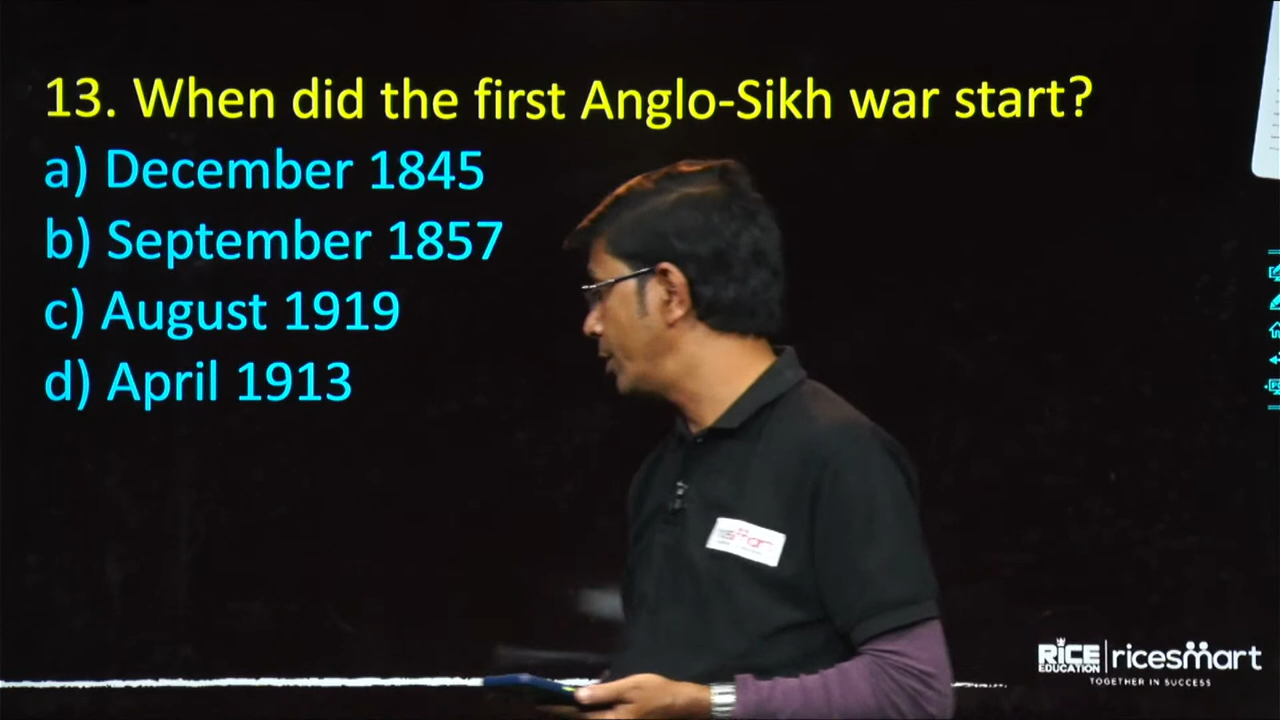 13. When did the first Anglo-Sikh war start?
a) December 1845
b) September 1857
c) August 1919
d) April 1913
RICE EDUCATION | ricesmart
TOGETHER IN SUCCESS